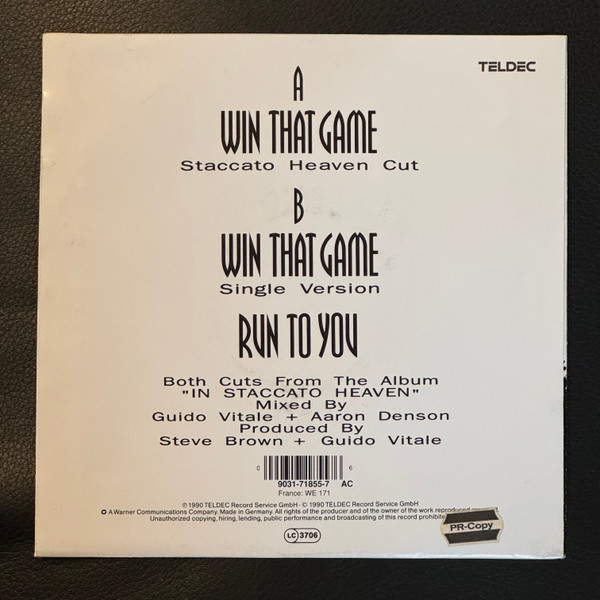 TELDEC
A
WIN THAT GAME
Staccato Heaven Cut
B
WIN THAT GAME
Single Version
RUN TO YOU
Both Cuts From The Album
"IN STACCATO HEAVEN"
Mixed By
Guido Vitale + Aaron Denson
Produced By
Steve Brown + Guido Vitale
0 6
9031-71855-7 AC
France: WE 171
℗ 1990 TELDEC Record Service GmbH · © 1990 TELDEC Record Service GmbH
A Warner Communications Company. Made in Germany. All rights of the producer and of the owner of the work reproduced
Unauthorized copying, hiring, lending, public performance and broadcasting of this record
PR-Copy
LC 3706